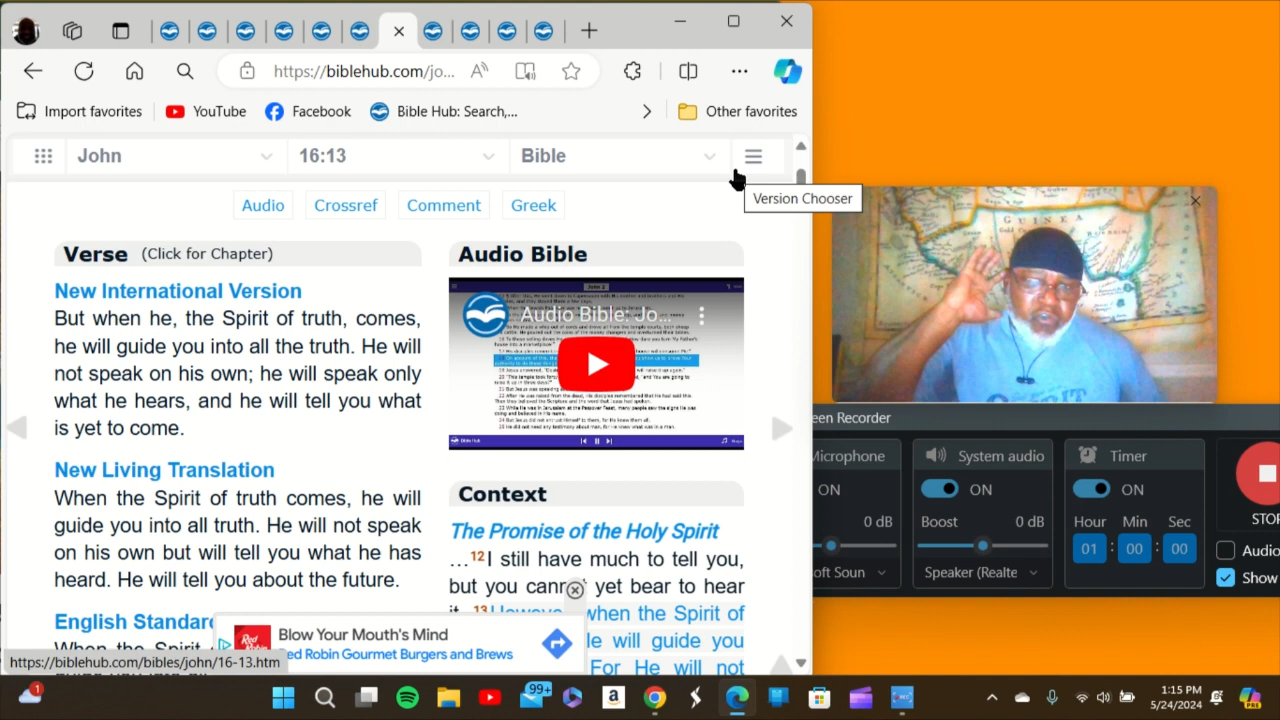 https://biblehub.com/jo...
Import favorites
YouTube
Facebook
Bible Hub: Search,...
Other favorites
John
16:13
Bible
Version Chooser
Audio
Crossref
Comment
Greek
Verse (Click for Chapter)
New International Version
But when he, the Spirit of truth, comes,
he will guide you into all the truth. He will
not speak on his own; he will speak only
what he hears, and he will tell you what
is yet to come.
New Living Translation
When the Spirit of truth comes, he will
guide you into all truth. He will not speak
on his own but will tell you what he has
heard. He will tell you about the future.
English Standar
Audio Bible
Audio Bible: Jo...
Context
The Promise of the Holy Spirit
…12I still have much to tell you,
but you cannot yet bear to hear
when the Spirit of
will guide you
For He will not
Blow Your Mouth's Mind
Red Robin Gourmet Burgers and Brews
https://biblehub.com/bibles/john/16-13.htm
GUINEA
een Recorder
Microphone
ON
0 dB
oft Soun
System audio
ON
Boost
0 dB
Speaker (Realte
Timer
ON
Hour Min Sec
01 : 00 : 00
STOP
Audio
Show
1
99+
a
PRE
1:15 PM
5/24/2024